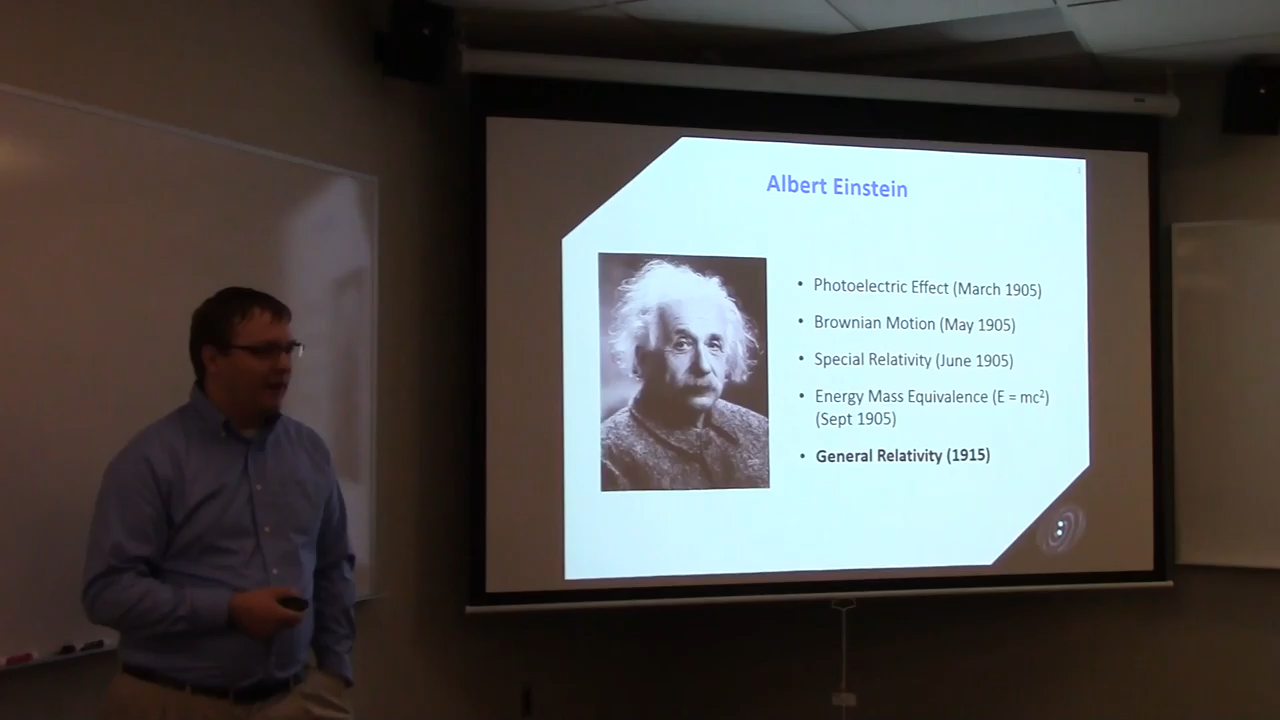 Albert Einstein
• Photoelectric Effect (March 1905)
• Brownian Motion (May 1905)
• Special Relativity (June 1905)
• Energy Mass Equivalence (E = mc²)
(Sept 1905)
• General Relativity (1915)